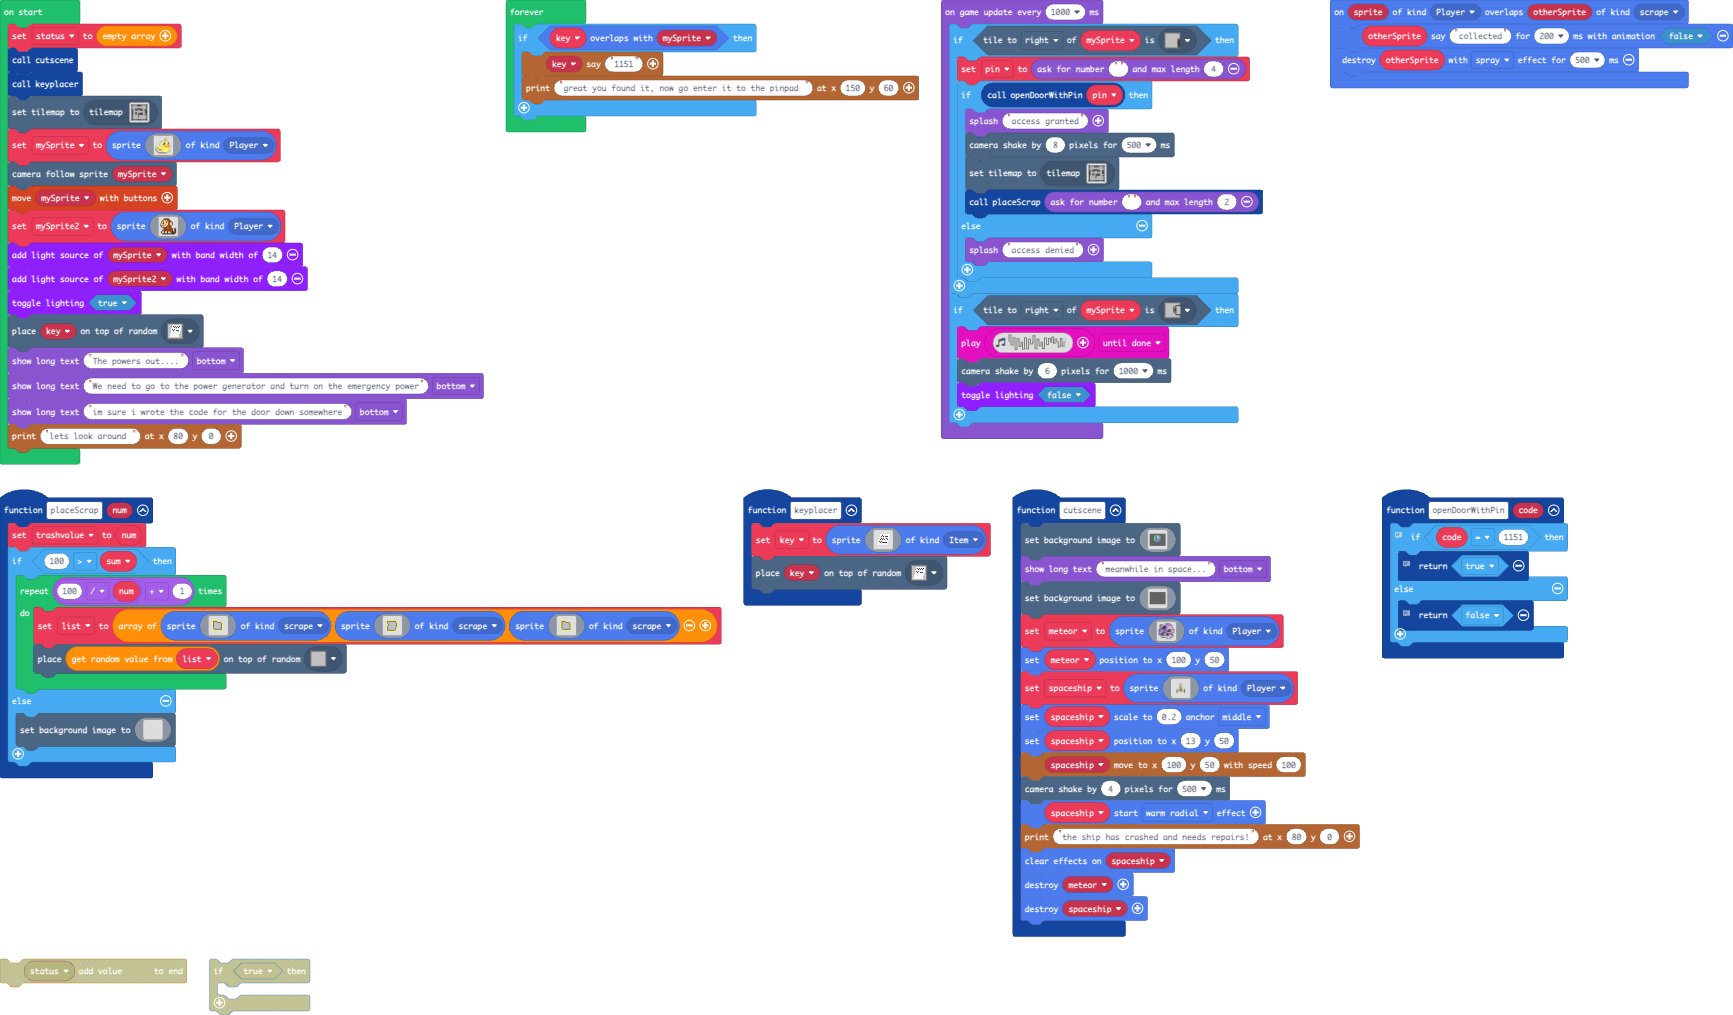 on start
set status to empty array
call cutscene
call keyplacer
set tilemap to tilemap
set mySprite to sprite of kind Player
camera follow sprite mySprite
move mySprite with buttons
set mySprite2 to sprite of kind Player
add light source of mySprite with band width of 14
add light source of mySprite2 with band width of 14
toggle lighting true
place key on top of random
show long text "The powers out...." bottom
show long text "We need to go to the power generator and turn on the emergency power" bottom
show long text "im sure i wrote the code for the door down somewhere" bottom
print "lets look around " at x 80 y 0
forever
if key overlaps with mySprite then
key say "1151"
print " great you found it, now go enter it to the pinpad " at x 150 y 60
on game update every 1000 ms
if tile to right of mySprite is then
set pin to ask for number "" and max length 4
if call openDoorWithPin pin then
splash "access granted"
camera shake by 8 pixels for 500 ms
set tilemap to tilemap
call placeScrap ask for number "" and max length 2
else
splash "access denied"
if tile to right of mySprite is then
play until done
camera shake by 6 pixels for 1000 ms
toggle lighting false
on sprite of kind Player overlaps otherSprite of kind scrape
otherSprite say "collected" for 200 ms with animation false
destroy otherSprite with spray effect for 500 ms
function placeScrap num
set trashvalue to num
if 100 > sum then
repeat 100 / num + 1 times
do
set list to array of sprite of kind scrape sprite of kind scrape sprite of kind scrape
place get random value from list on top of random
else
set background image to
function keyplacer
set key to sprite of kind Item
place key on top of random
function cutscene
set background image to
show long text "meanwhile in space..." bottom
set background image to
set meteor to sprite of kind Player
set meteor position to x 100 y 50
set spaceship to sprite of kind Player
set spaceship scale to 0.2 anchor middle
set spaceship position to x 13 y 50
spaceship move to x 100 y 50 with speed 100
camera shake by 4 pixels for 500 ms
spaceship start warm radial effect
print "the ship has crashed and needs repairs!" at x 80 y 0
clear effects on spaceship
destroy meteor
destroy spaceship
function openDoorWithPin code
if code = 1151 then
return true
else
return false
status add value to end
if true then